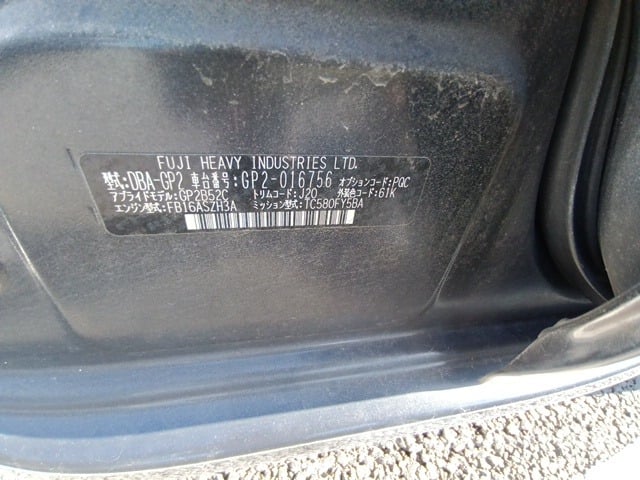 FUJI HEAVY INDUSTRIES LTD.
型式:DBA-GP2 車台番号:GP2-016756 オプションコード:PQC
アプライドモデル:GP2B52C トリムコード:J20 外装色コード:61K
エンジン型式:FB16ASZH3A ミッション型式:TC580FY5BA